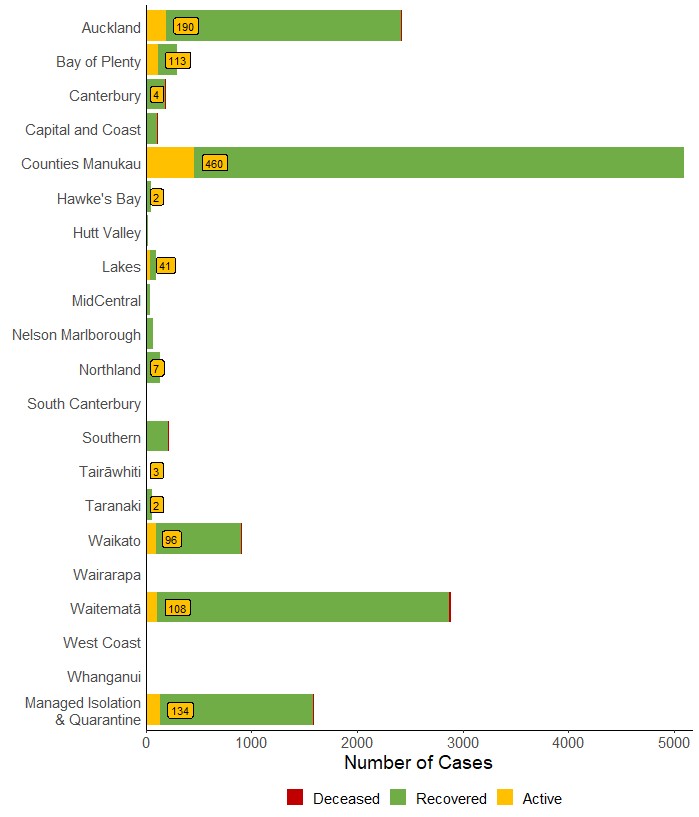 Auckland 190
Bay of Plenty 113
Canterbury 4
Capital and Coast
Counties Manukau 460
Hawke's Bay 2
Hutt Valley
Lakes 41
MidCentral
Nelson Marlborough
Northland 7
South Canterbury
Southern
Tairāwhiti 3
Taranaki 2
Waikato 96
Wairarapa
Waitematā 108
West Coast
Whanganui
Managed Isolation
& Quarantine 134
0 1000 2000 3000 4000 5000
Number of Cases
Deceased Recovered Active